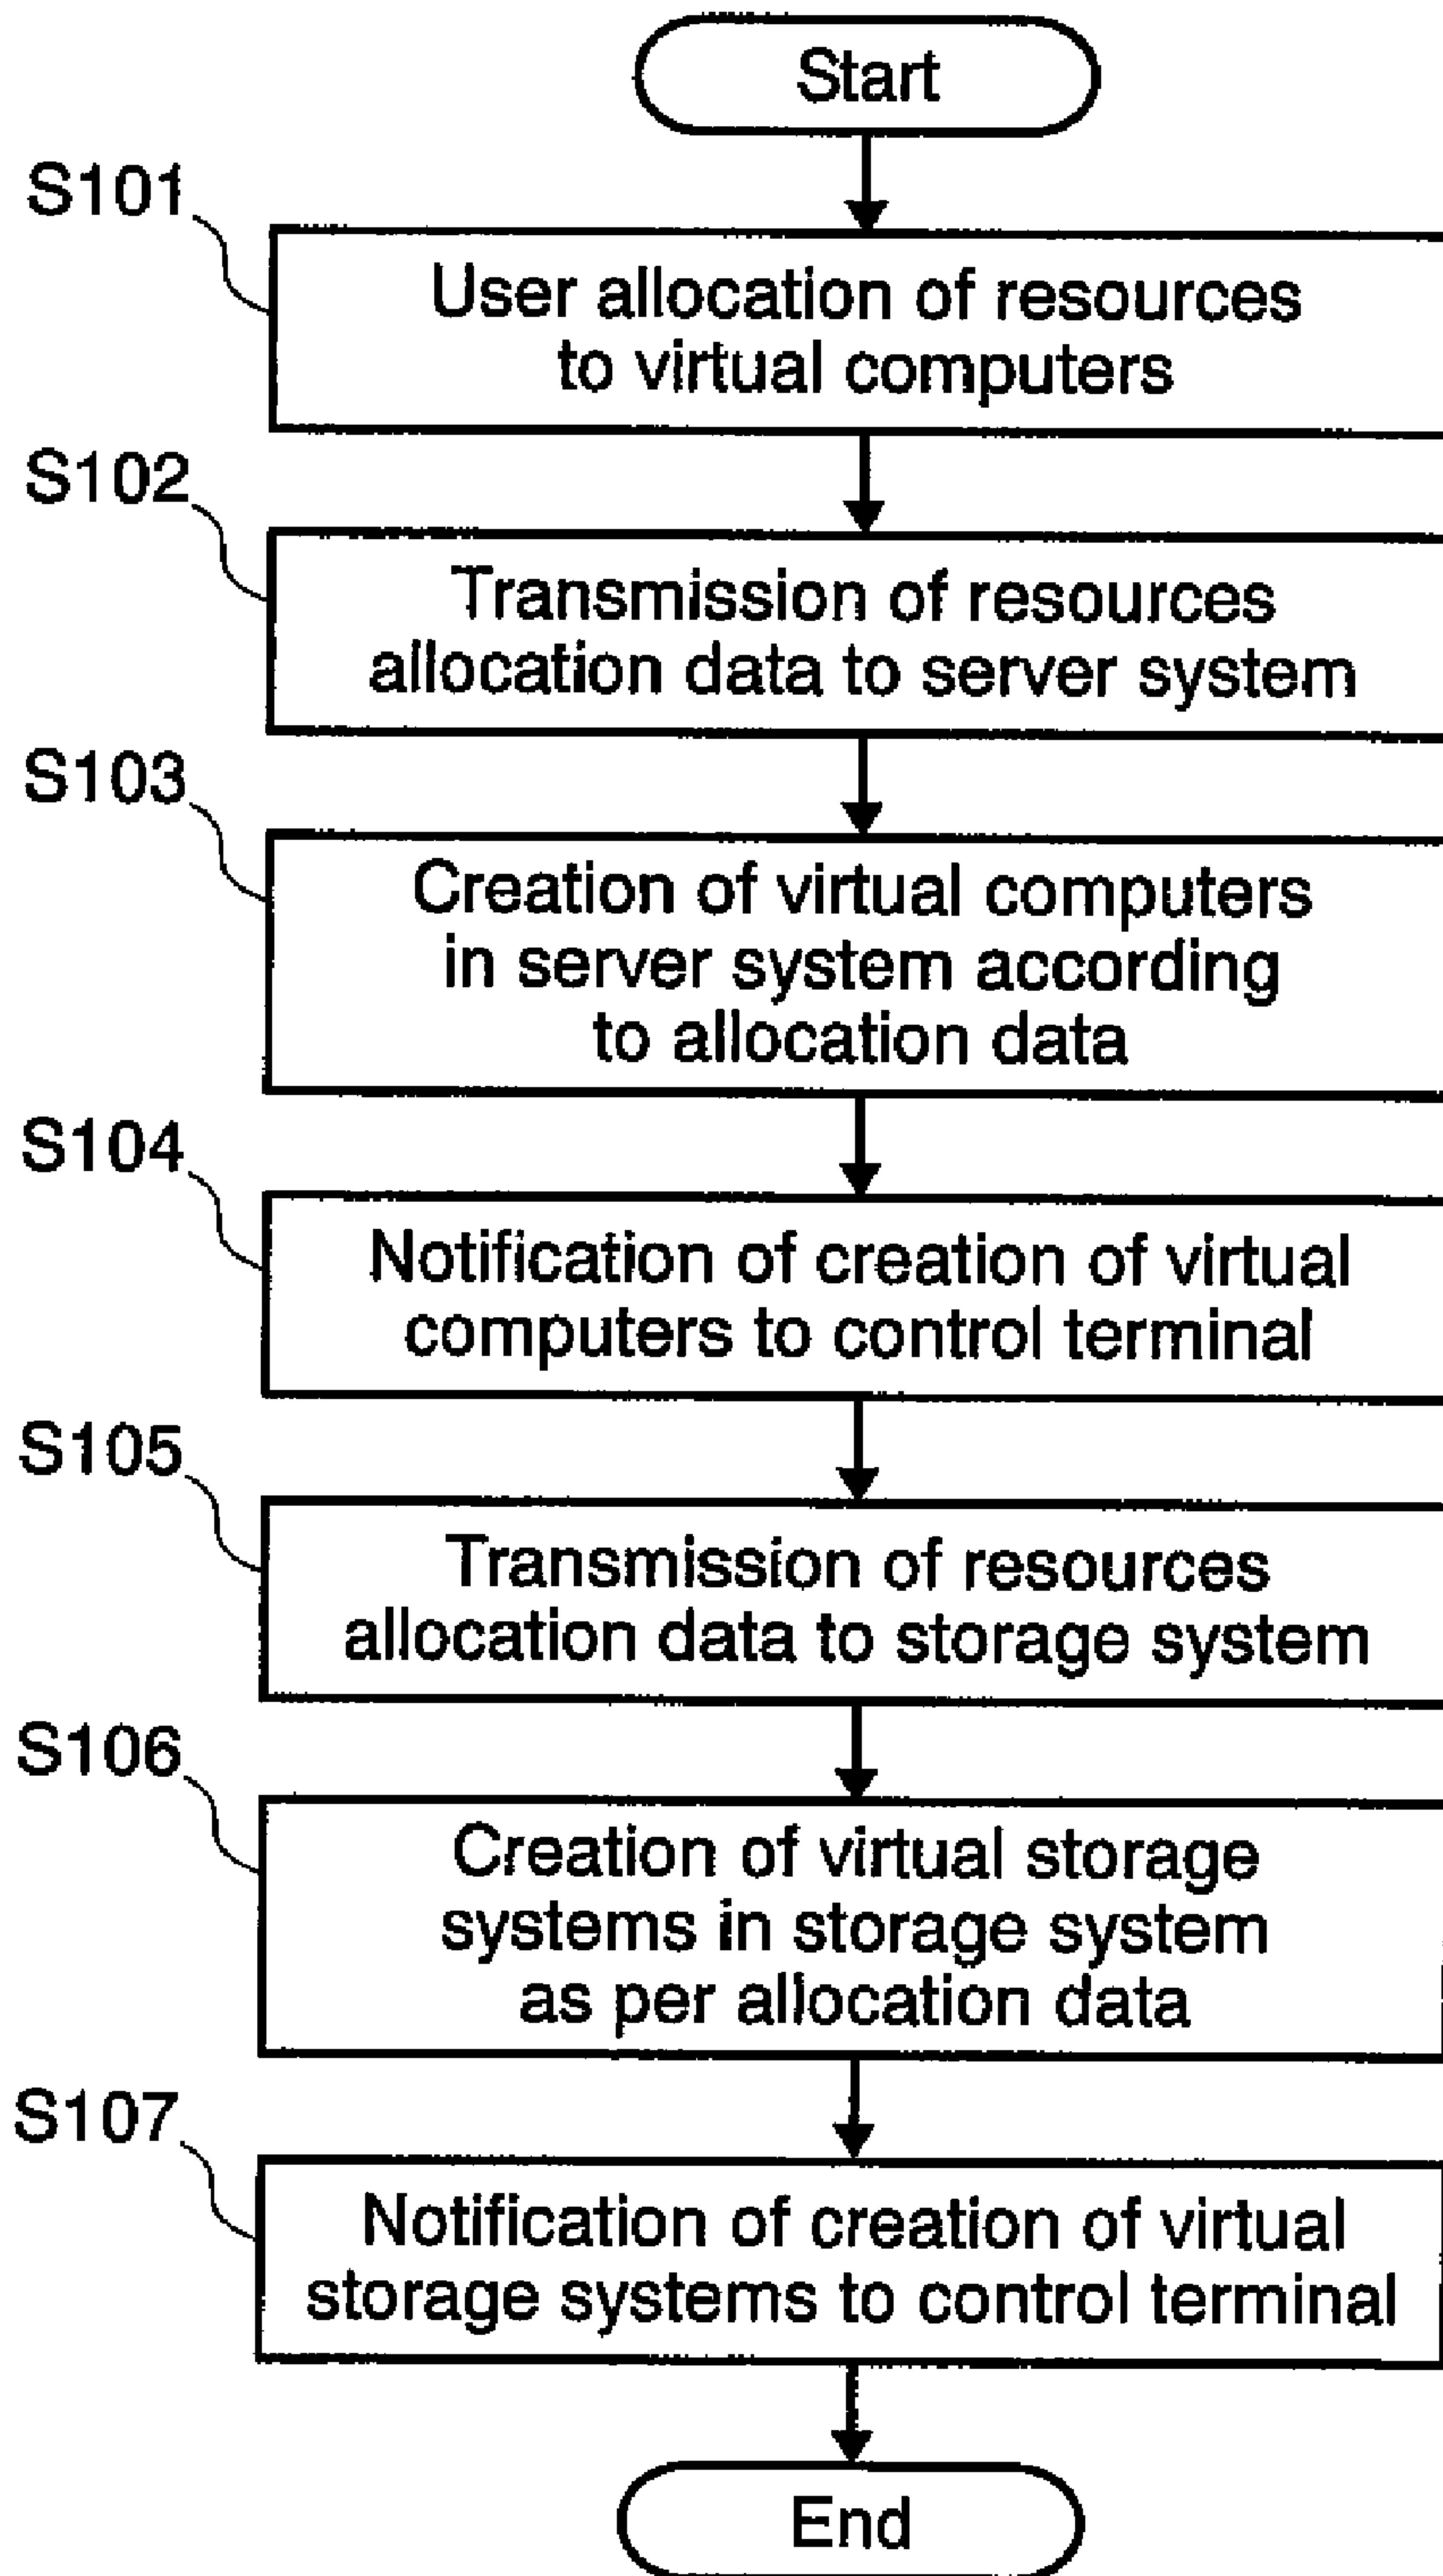 Start
S101
User allocation of resources
to virtual computers
S102
Transmission of resources
allocation data to server system
S103
Creation of virtual computers
in server system according
to allocation data
S104
Notification of creation of virtual
computers to control terminal
S105
Transmission of resources
allocation data to storage system
S106
Creation of virtual storage
systems in storage system
as per allocation data
S107
Notification of creation of virtual
storage systems to control terminal
End